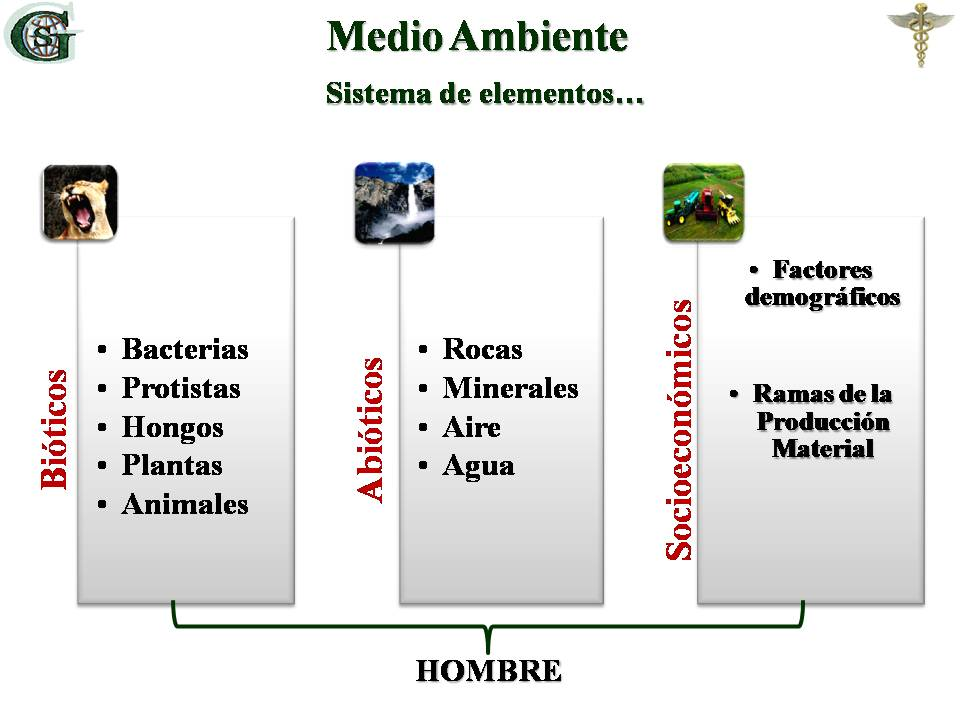 GSI
Medio Ambiente
Sistema de elementos...
Bióticos
• Bacterias
• Protistas
• Hongos
• Plantas
• Animales
Abióticos
• Rocas
• Minerales
• Aire
• Agua
Socioeconómicos
• Factores
demográficos
• Ramas de la
Producción
Material
HOMBRE